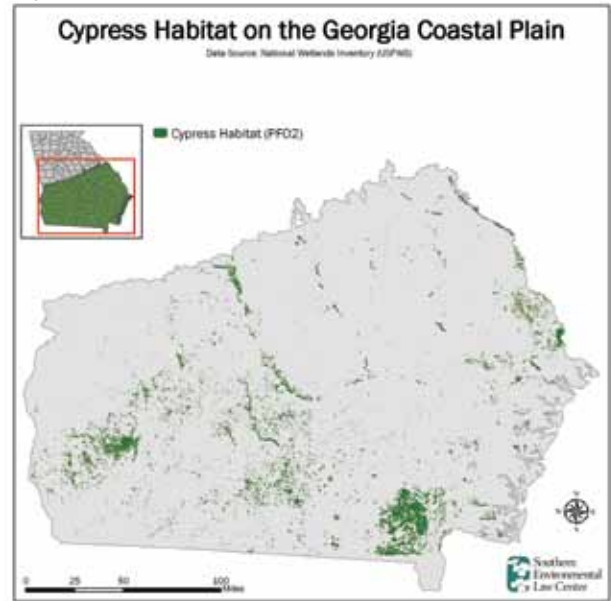 Cypress Habitat on the Georgia Coastal Plain
Data Source: National Wetlands Inventory (USFWS)
Cypress Habitat (PFO2)
0 25 50 100
Miles
Southern
Environmental
Law Center